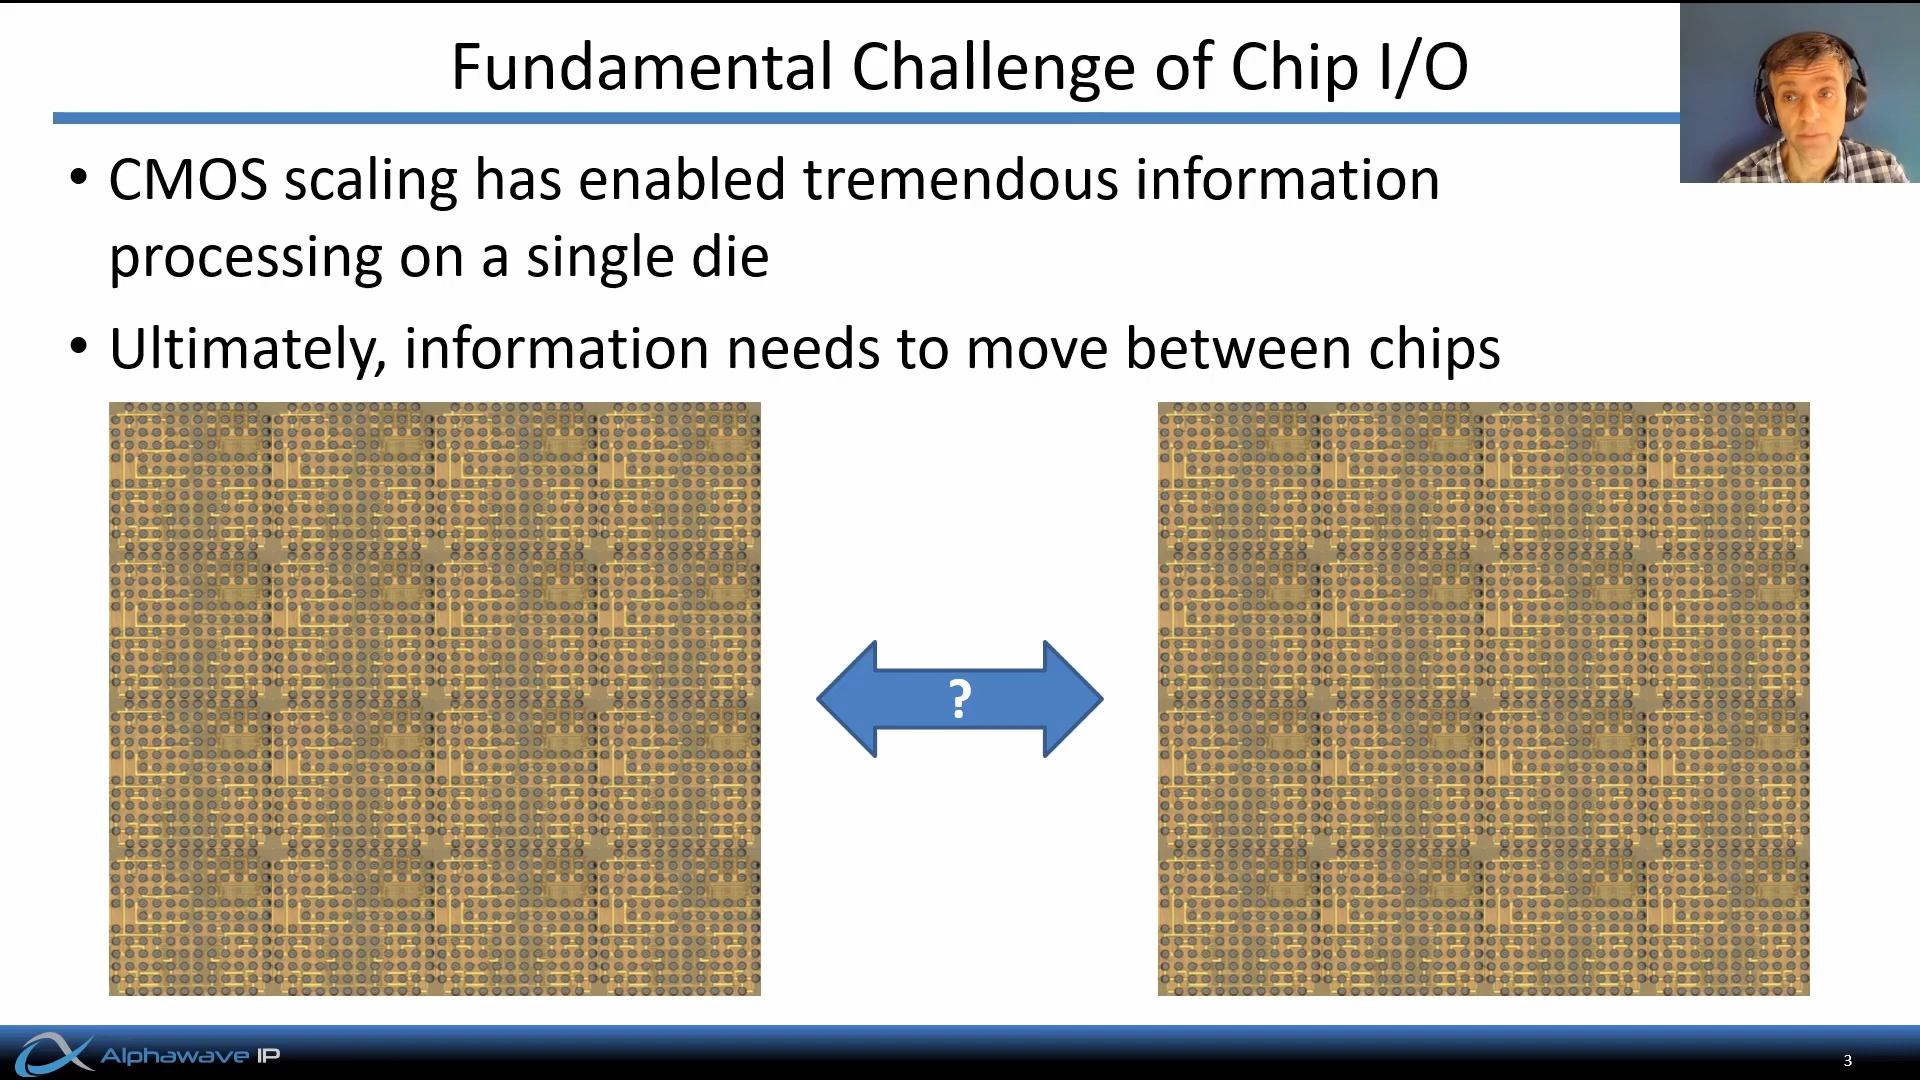 Fundamental Challenge of Chip I/O
• CMOS scaling has enabled tremendous information
processing on a single die
• Ultimately, information needs to move between chips
?
Alphawave IP
3